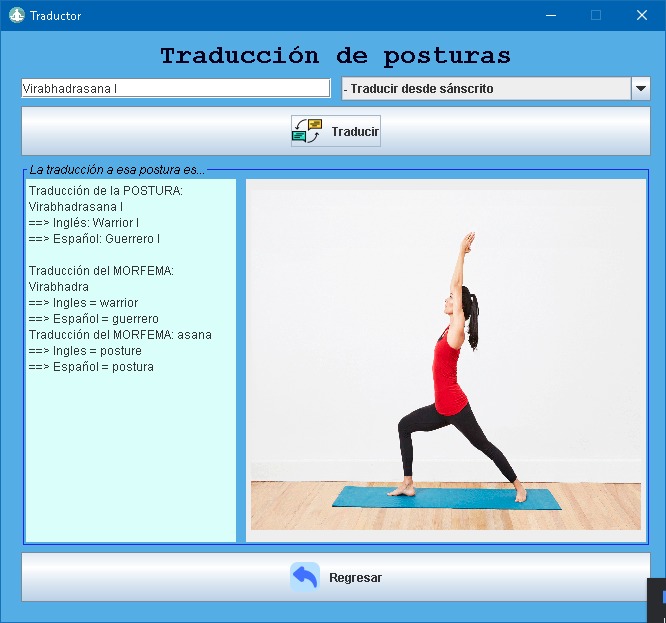 Traductor
Traducción de posturas
Virabhadrasana I
- Traducir desde sánscrito
Traducir
La traducción a esa postura es...
Traducción de la POSTURA:
Virabhadrasana I
==> Inglés: Warrior I
==> Español: Guerrero I
Traducción del MORFEMA:
Virabhadra
==> Ingles = warrior
==> Español = guerrero
Traducción del MORFEMA: asana
==> Ingles = posture
==> Español = postura
Regresar